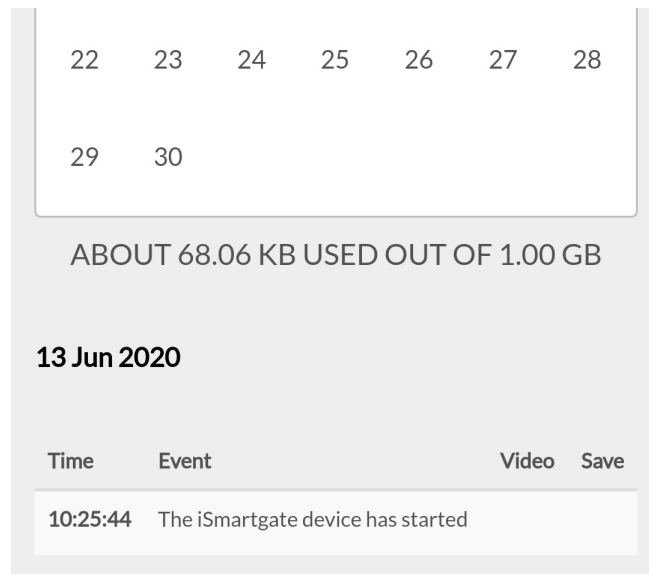 22 23 24 25 26 27 28
29 30
ABOUT 68.06 KB USED OUT OF 1.00 GB
13 Jun 2020
Time Event Video Save
10:25:44 The iSmartgate device has started